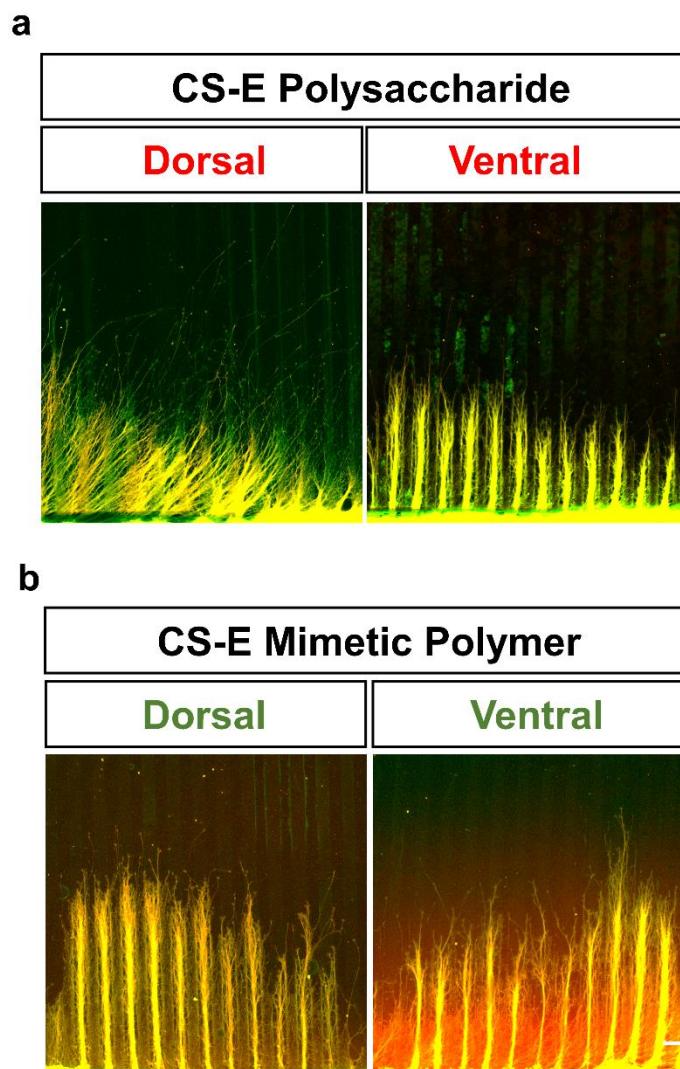 a
CS-E Polysaccharide
Dorsal Ventral
b
CS-E Mimetic Polymer
Dorsal Ventral